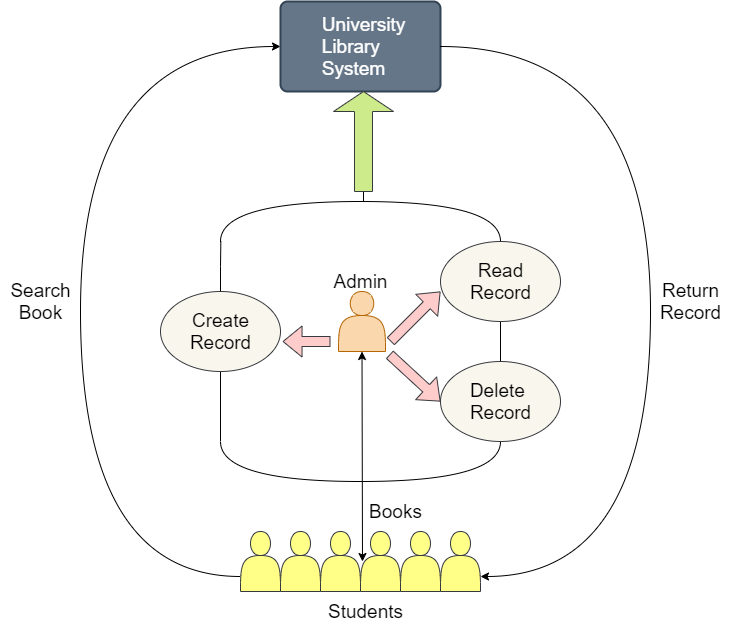 University
Library
System
Search
Book
Return
Record
Admin
Read
Record
Create
Record
Delete
Record
Books
Students